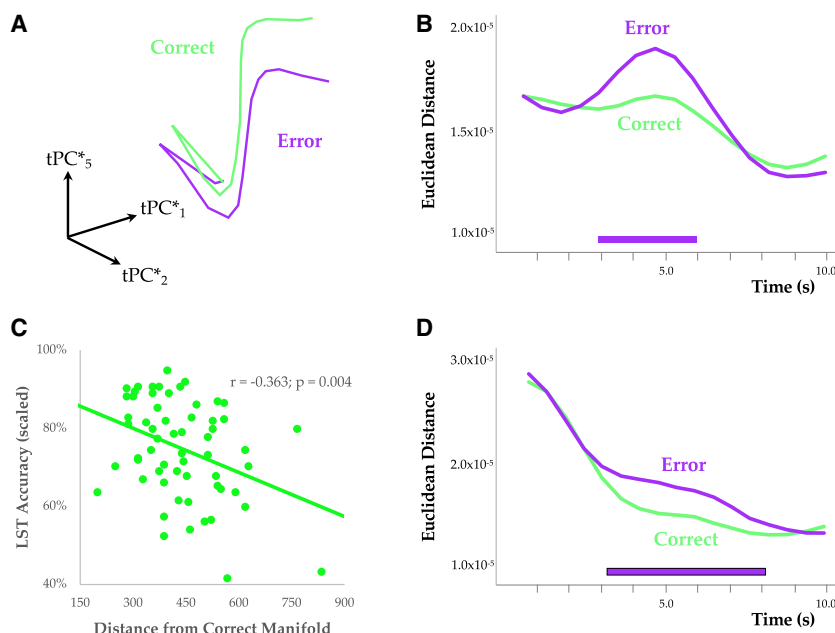 A
Correct
Error
tPC*5
tPC*1
tPC*2
B
2.0x10-5
Error
Correct
1.5x10-5
1.0x10-5
Euclidean Distance
5.0
10.0
Time (s)
C
100%
r = -0.363; p = 0.004
80%
60%
40%
LST Accuracy (scaled)
150 300 450 600 750 900
Distance from Correct Manifold
D
3.0x10-5
Error
2.0x10-5
Correct
1.0x10-5
Euclidean Distance
5.0
10.0
Time (s)